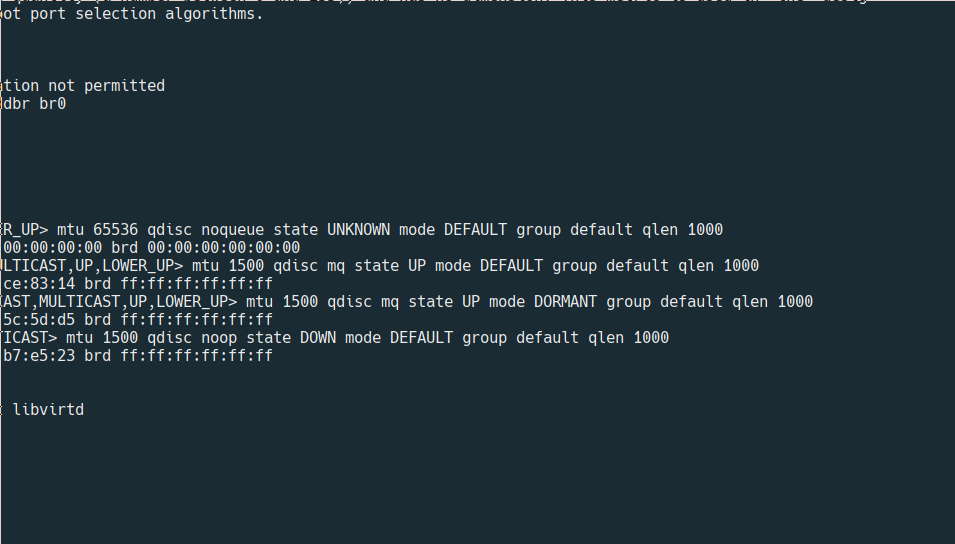 ot port selection algorithms.
tion not permitted
dbr br0
R_UP> mtu 65536 qdisc noqueue state UNKNOWN mode DEFAULT group default qlen 1000
00:00:00:00 brd 00:00:00:00:00:00
LTICAST,UP,LOWER_UP> mtu 1500 qdisc mq state UP mode DEFAULT group default qlen 1000
ce:83:14 brd ff:ff:ff:ff:ff:ff
AST,MULTICAST,UP,LOWER_UP> mtu 1500 qdisc mq state UP mode DORMANT group default qlen 1000
5c:5d:d5 brd ff:ff:ff:ff:ff:ff
ICAST> mtu 1500 qdisc noop state DOWN mode DEFAULT group default qlen 1000
b7:e5:23 brd ff:ff:ff:ff:ff:ff
libvirtd